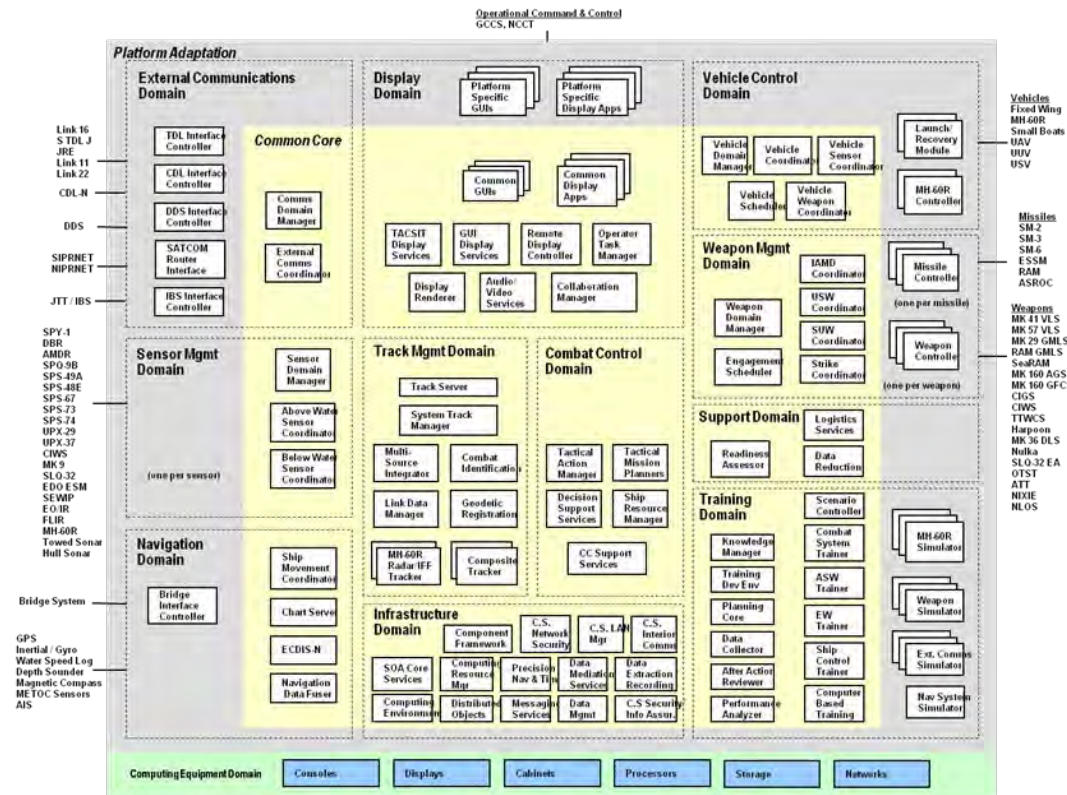 Operational Command & Control
GCCS, NCCT
Platform Adaptation
External Communications
Domain
TDL Interface
Controller
CDL Interface
Controller
DDS Interface
Controller
SATCOM
Router
Interface
IBS Interface
Controller
Common Core
Comms
Domain
Manager
External
Comms
Coordinator
Link 16
S TDL J
JRE
Link 11
Link 22
CDL-N
DDS
SIPRNET
NIPRNET
JTT / IBS
Display
Domain
Platform
Specific
GUIs
Platform
Specific
Display Apps
Common
GUIs
Common
Display
Apps
TACSIT
Display
Services
GUI
Display
Services
Remote
Display
Controller
Operator
Task
Manager
Display
Renderer
Audio/
Video
Services
Collaboration
Manager
Vehicle Control
Domain
Vehicle
Domain
Manager
Vehicle
Coordinator
Vehicle
Sensor
Coordinator
Vehicle
Scheduler
Vehicle
Weapon
Coordinator
Launch/
Recovery
Module
MH-60R
Controller
Vehicles
Fixed Wing
MH-60R
Small Boats
UAV
UUV
USV
Weapon Mgmt
Domain
IAMD
Coordinator
USW
Coordinator
SUW
Coordinator
Strike
Coordinator
Weapon
Domain
Manager
Engagement
Scheduler
Missile
Controller
(one per missile)
Weapon
Controller
(one per weapon)
Missiles
SM-2
SM-3
SM-6
ESSM
RAM
ASROC
Weapons
MK 41 VLS
MK 57 VLS
MK 29 GMLS
RAM GMLS
SeaRAM
MK 160 AGS
MK 160 GFC
CIGS
CIWS
TTWCS
Harpoon
MK 36 DLS
Nulka
SLQ-32 EA
OTST
ATT
NIXIE
NLOS
SPY-1
DBR
AMDR
SPQ-9B
SPS-49A
SPS-48E
SPS-67
SPS-73
SPS-74
UPX-29
UPX-37
CIWS
MK 9
SLQ-32
EDO ESM
SEWIP
EO/IR
FLIR
MH-60R
Towed Sonar
Hull Sonar
Sensor Mgmt
Domain
(one per sensor)
Sensor
Domain
Manager
Above Water
Sensor
Coordinator
Below Water
Sensor
Coordinator
Track Mgmt Domain
Track Server
System Track
Manager
Multi-
Source
Integrator
Combat
Identification
Link Data
Manager
Geodetic
Registration
MH-60R
Radar/IFF
Tracker
Composite
Tracker
Combat Control
Domain
Tactical
Action
Manager
Tactical
Mission
Planners
Decision
Support
Services
Ship
Resource
Manager
CC Support
Services
Support Domain
Logistics
Services
Readiness
Assessor
Data
Reduction
Training
Domain
Scenario
Controller
Knowledge
Manager
Combat
System
Trainer
Training
Dev Env
ASW
Trainer
Planning
Core
EW
Trainer
Data
Collector
Ship
Control
Trainer
After Action
Reviewer
Performance
Analyzer
Computer
Based
Training
MH-60R
Simulator
Weapon
Simulator
Ext. Comms
Simulator
Nav System
Simulator
Navigation
Domain
Bridge
Interface
Controller
Ship
Movement
Coordinator
Chart Server
ECDIS-N
Navigation
Data Fuser
Bridge System
GPS
Inertial / Gyro
Water Speed Log
Depth Sounder
Magnetic Compass
METOC Sensors
AIS
Infrastructure
Domain
Component
Framework
C.S.
Network
Security
C.S. LAN
Mgr
C.S.
Interior
Comms
SOA Core
Services
Computing
Resource
Mgr
Precision
Nav & Tim
Data
Mediation
Services
Data
Extraction
Recording
Computing
Environment
Distributed
Objects
Messaging
Services
Data
Mgmt
C.S Security
Info Assur.
Computing Equipment Domain
Consoles
Displays
Cabinets
Processors
Storage
Networks